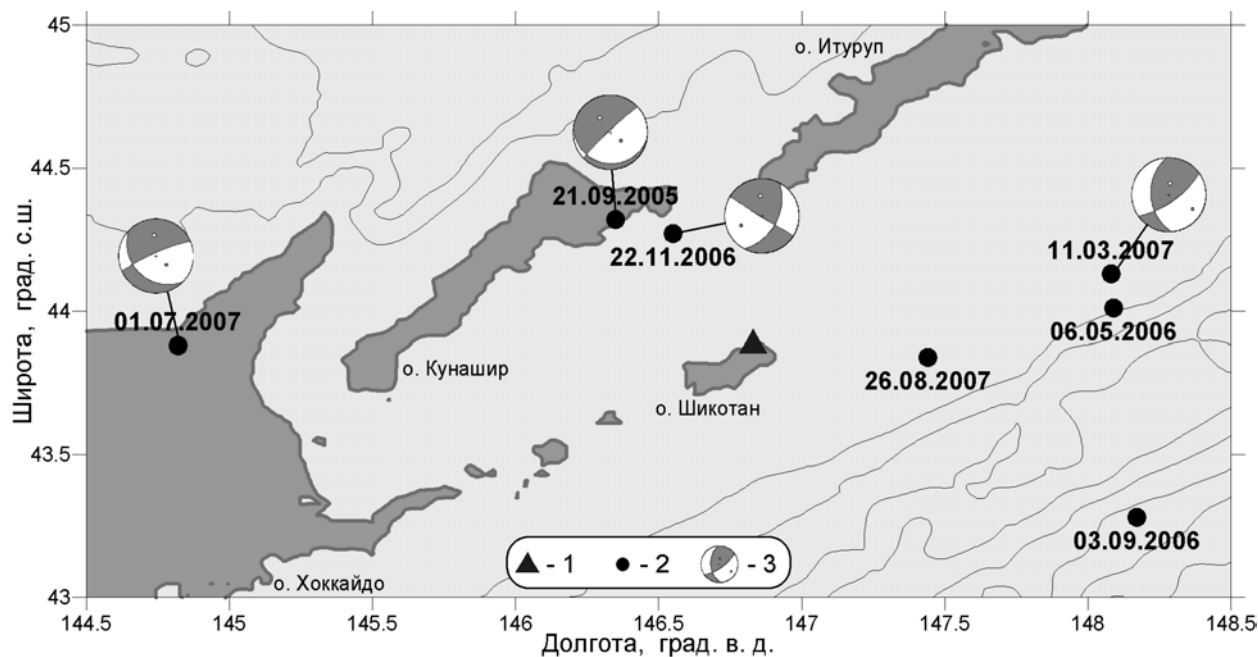 45
о. Итуруп
44.5
21.09.2005
22.11.2006
11.03.2007
01.07.2007
44
06.05.2006
о. Кунашир
26.08.2007
о. Шикотан
43.5
03.09.2006
- 1
- 2
- 3
о. Хоккайдо
43
Широта, град. с.ш.
144.5 145 145.5 146 146.5 147 147.5 148 148.5
Долгота, град. в. д.